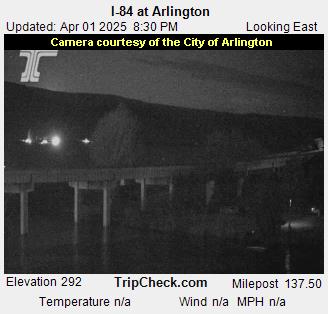 I-84 at Arlington
Updated: Apr 01 2025 8:30 PM Looking East
Camera courtesy of the City of Arlington
Elevation 292 TripCheck.com Milepost 137.50
Temperature n/a Wind n/a MPH n/a